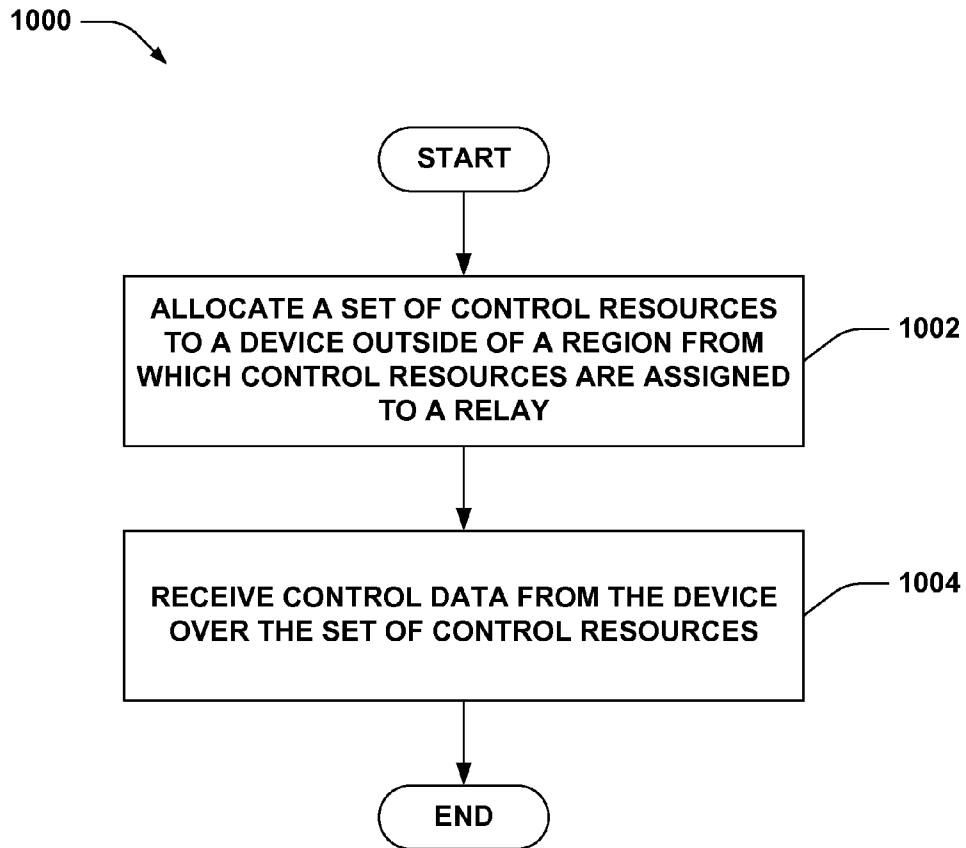 1000
START
ALLOCATE A SET OF CONTROL RESOURCES
TO A DEVICE OUTSIDE OF A REGION FROM
WHICH CONTROL RESOURCES ARE ASSIGNED
TO A RELAY
1002
RECEIVE CONTROL DATA FROM THE DEVICE
OVER THE SET OF CONTROL RESOURCES
1004
END